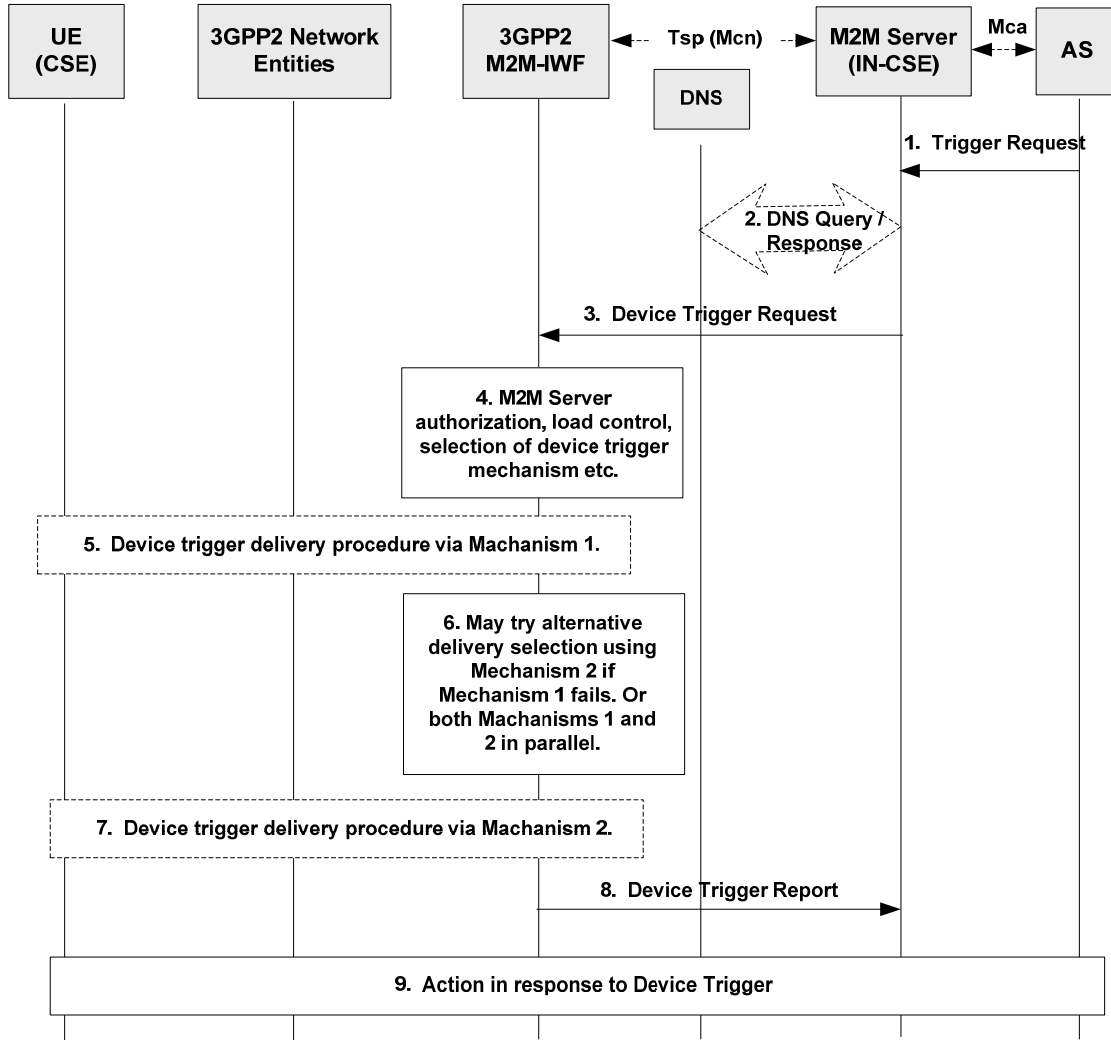 UE
(CSE)
3GPP2 Network
Entities
3GPP2
M2M-IWF
Tsp (Mcn)
DNS
M2M Server
(IN-CSE)
Mca
AS
1. Trigger Request
2. DNS Query /
Response
3. Device Trigger Request
4. M2M Server
authorization, load control,
selection of device trigger
mechanism etc.
5. Device trigger delivery procedure via Machanism 1.
6. May try alternative
delivery selection using
Mechanism 2 if
Mechanism 1 fails. Or
both Machanisms 1 and
2 in parallel.
7. Device trigger delivery procedure via Machanism 2.
8. Device Trigger Report
9. Action in response to Device Trigger